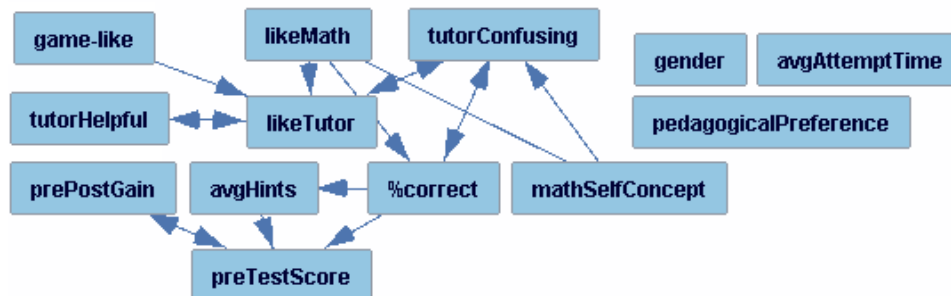 game-like
likeMath
tutorConfusing
gender
avgAttemptTime
tutorHelpful
likeTutor
pedagogicalPreference
prePostGain
avgHints
%correct
mathSelfConcept
preTestScore